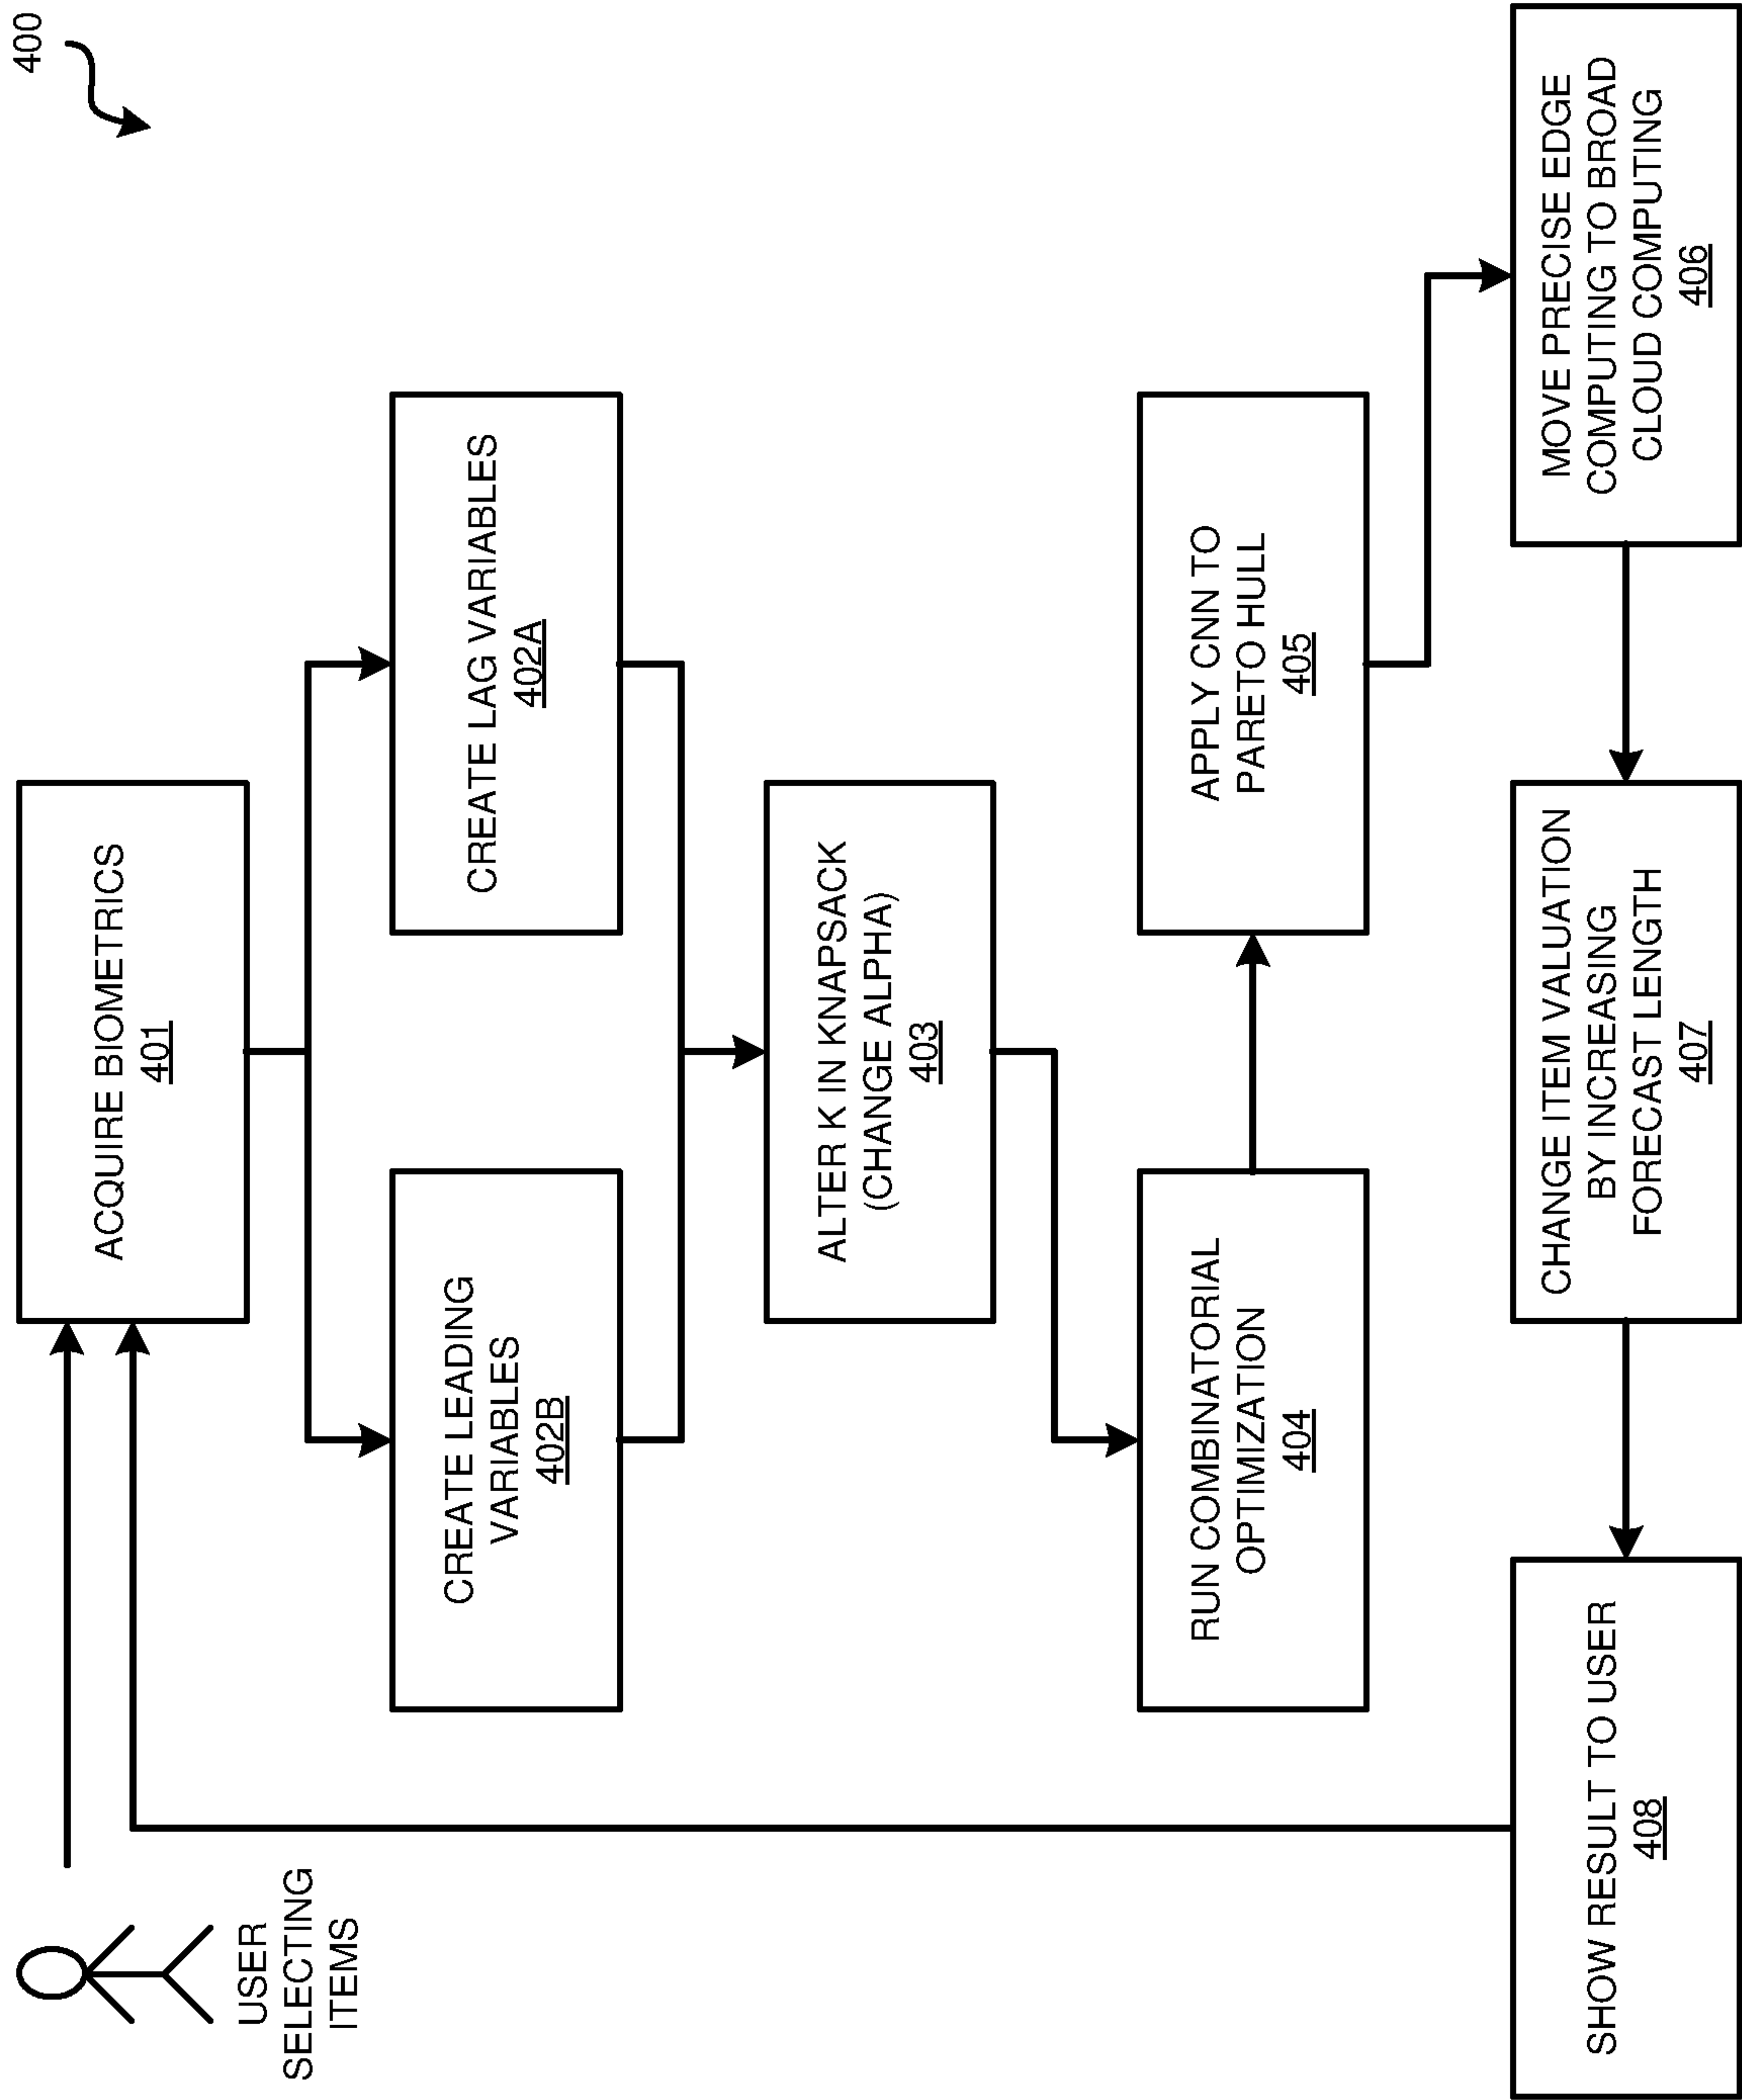 400
USER
SELECTING
ITEMS
ACQUIRE BIOMETRICS
401
CREATE LEADING
VARIABLES
402B
CREATE LAG VARIABLES
402A
ALTER K IN KNAPSACK
(CHANGE ALPHA)
403
RUN COMBINATORIAL
OPTIMIZATION
404
APPLY CNN TO
PARETO HULL
405
MOVE PRECISE EDGE
COMPUTING TO BROAD
CLOUD COMPUTING
406
CHANGE ITEM VALUATION
BY INCREASING
FORECAST LENGTH
407
SHOW RESULT TO USER
408